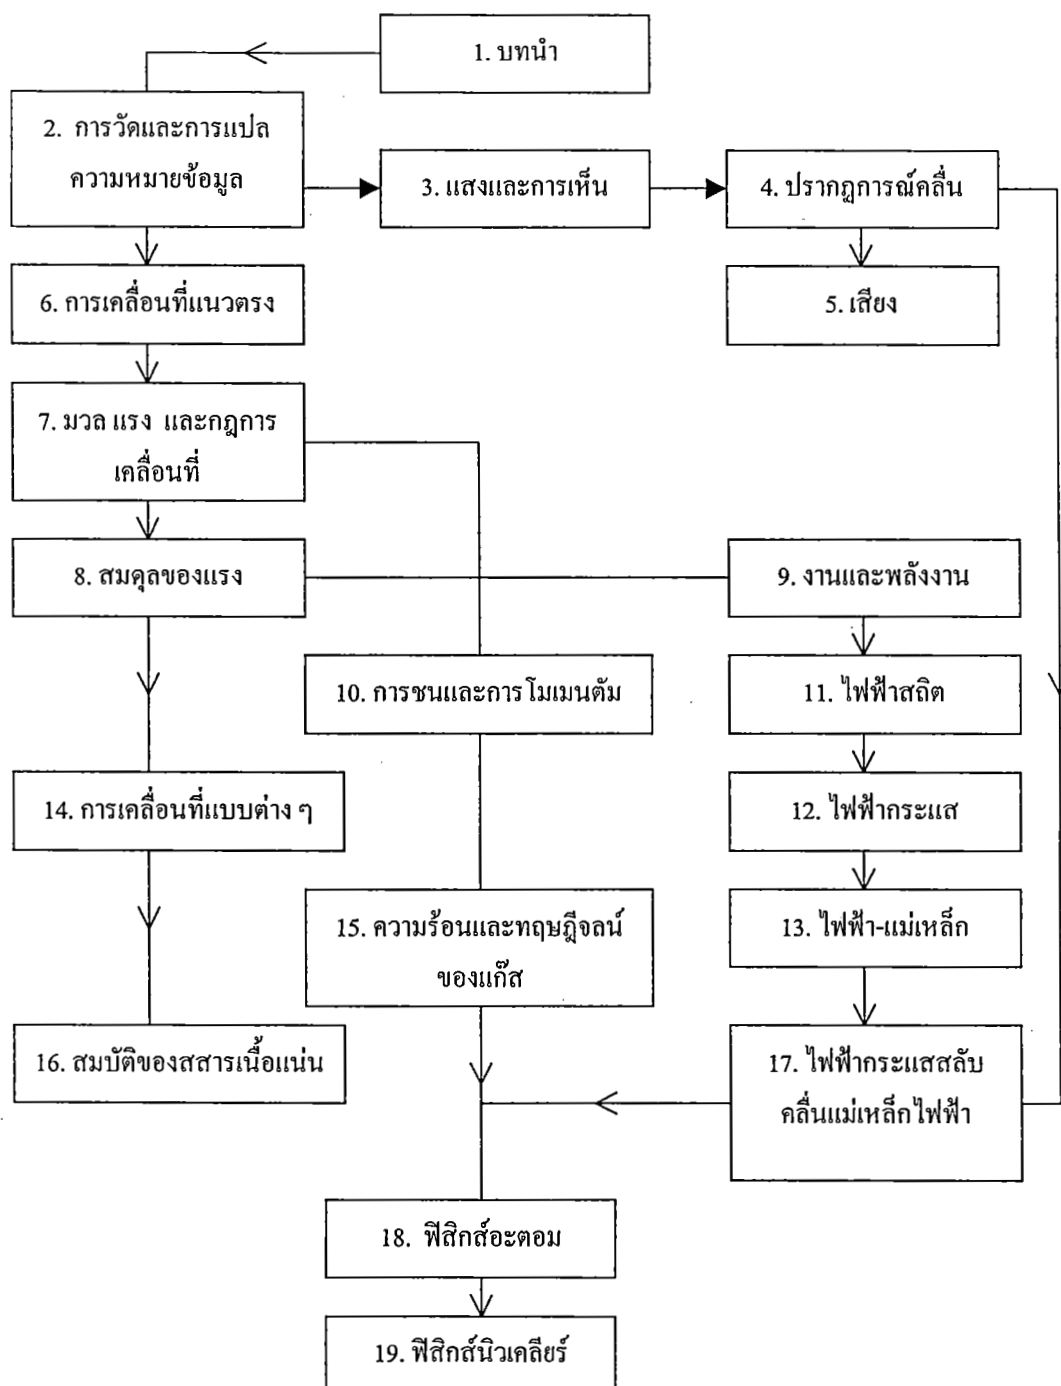 1. บทนำ
2. การวัดและการแปล
ความหมายข้อมูล
3. แสงและการเห็น
4. ปรากฏการณ์คลื่น
5. เสียง
6. การเคลื่อนที่แนวตรง
7. มวล แรง และกฎการ
เคลื่อนที่
8. สมดุลของแรง
9. งานและพลังงาน
10. การชนและการโมเมนตัม
11. ไฟฟ้าสถิต
12. ไฟฟ้ากระแส
13. ไฟฟ้า-แม่เหล็ก
14. การเคลื่อนที่แบบต่าง ๆ
15. ความร้อนและทฤษฎีจลน์
ของแก๊ส
16. สมบัติของสสารเนื้อแน่น
17. ไฟฟ้ากระแสสลับ
คลื่นแม่เหล็กไฟฟ้า
18. ฟิสิกส์อะตอม
19. ฟิสิกส์นิวเคลียร์